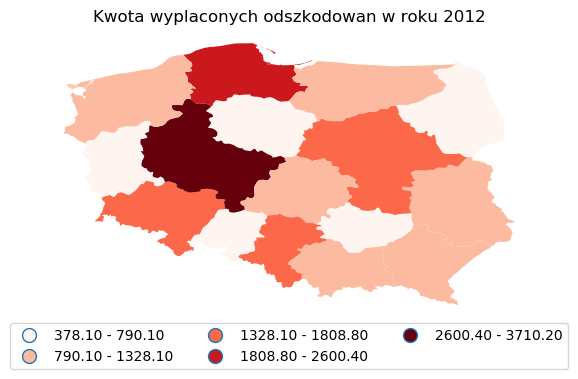 Kwota wyplaconych odszkodowan w roku 2012
378.10 - 790.10
790.10 - 1328.10
1328.10 - 1808.80
1808.80 - 2600.40
2600.40 - 3710.20